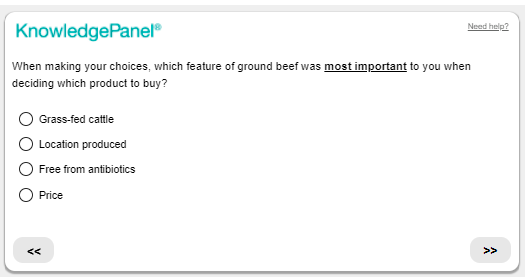 KnowledgePanel®
Need help?
When making your choices, which feature of ground beef was most important to you when
deciding which product to buy?
Grass-fed cattle
Location produced
Free from antibiotics
Price
<<
>>